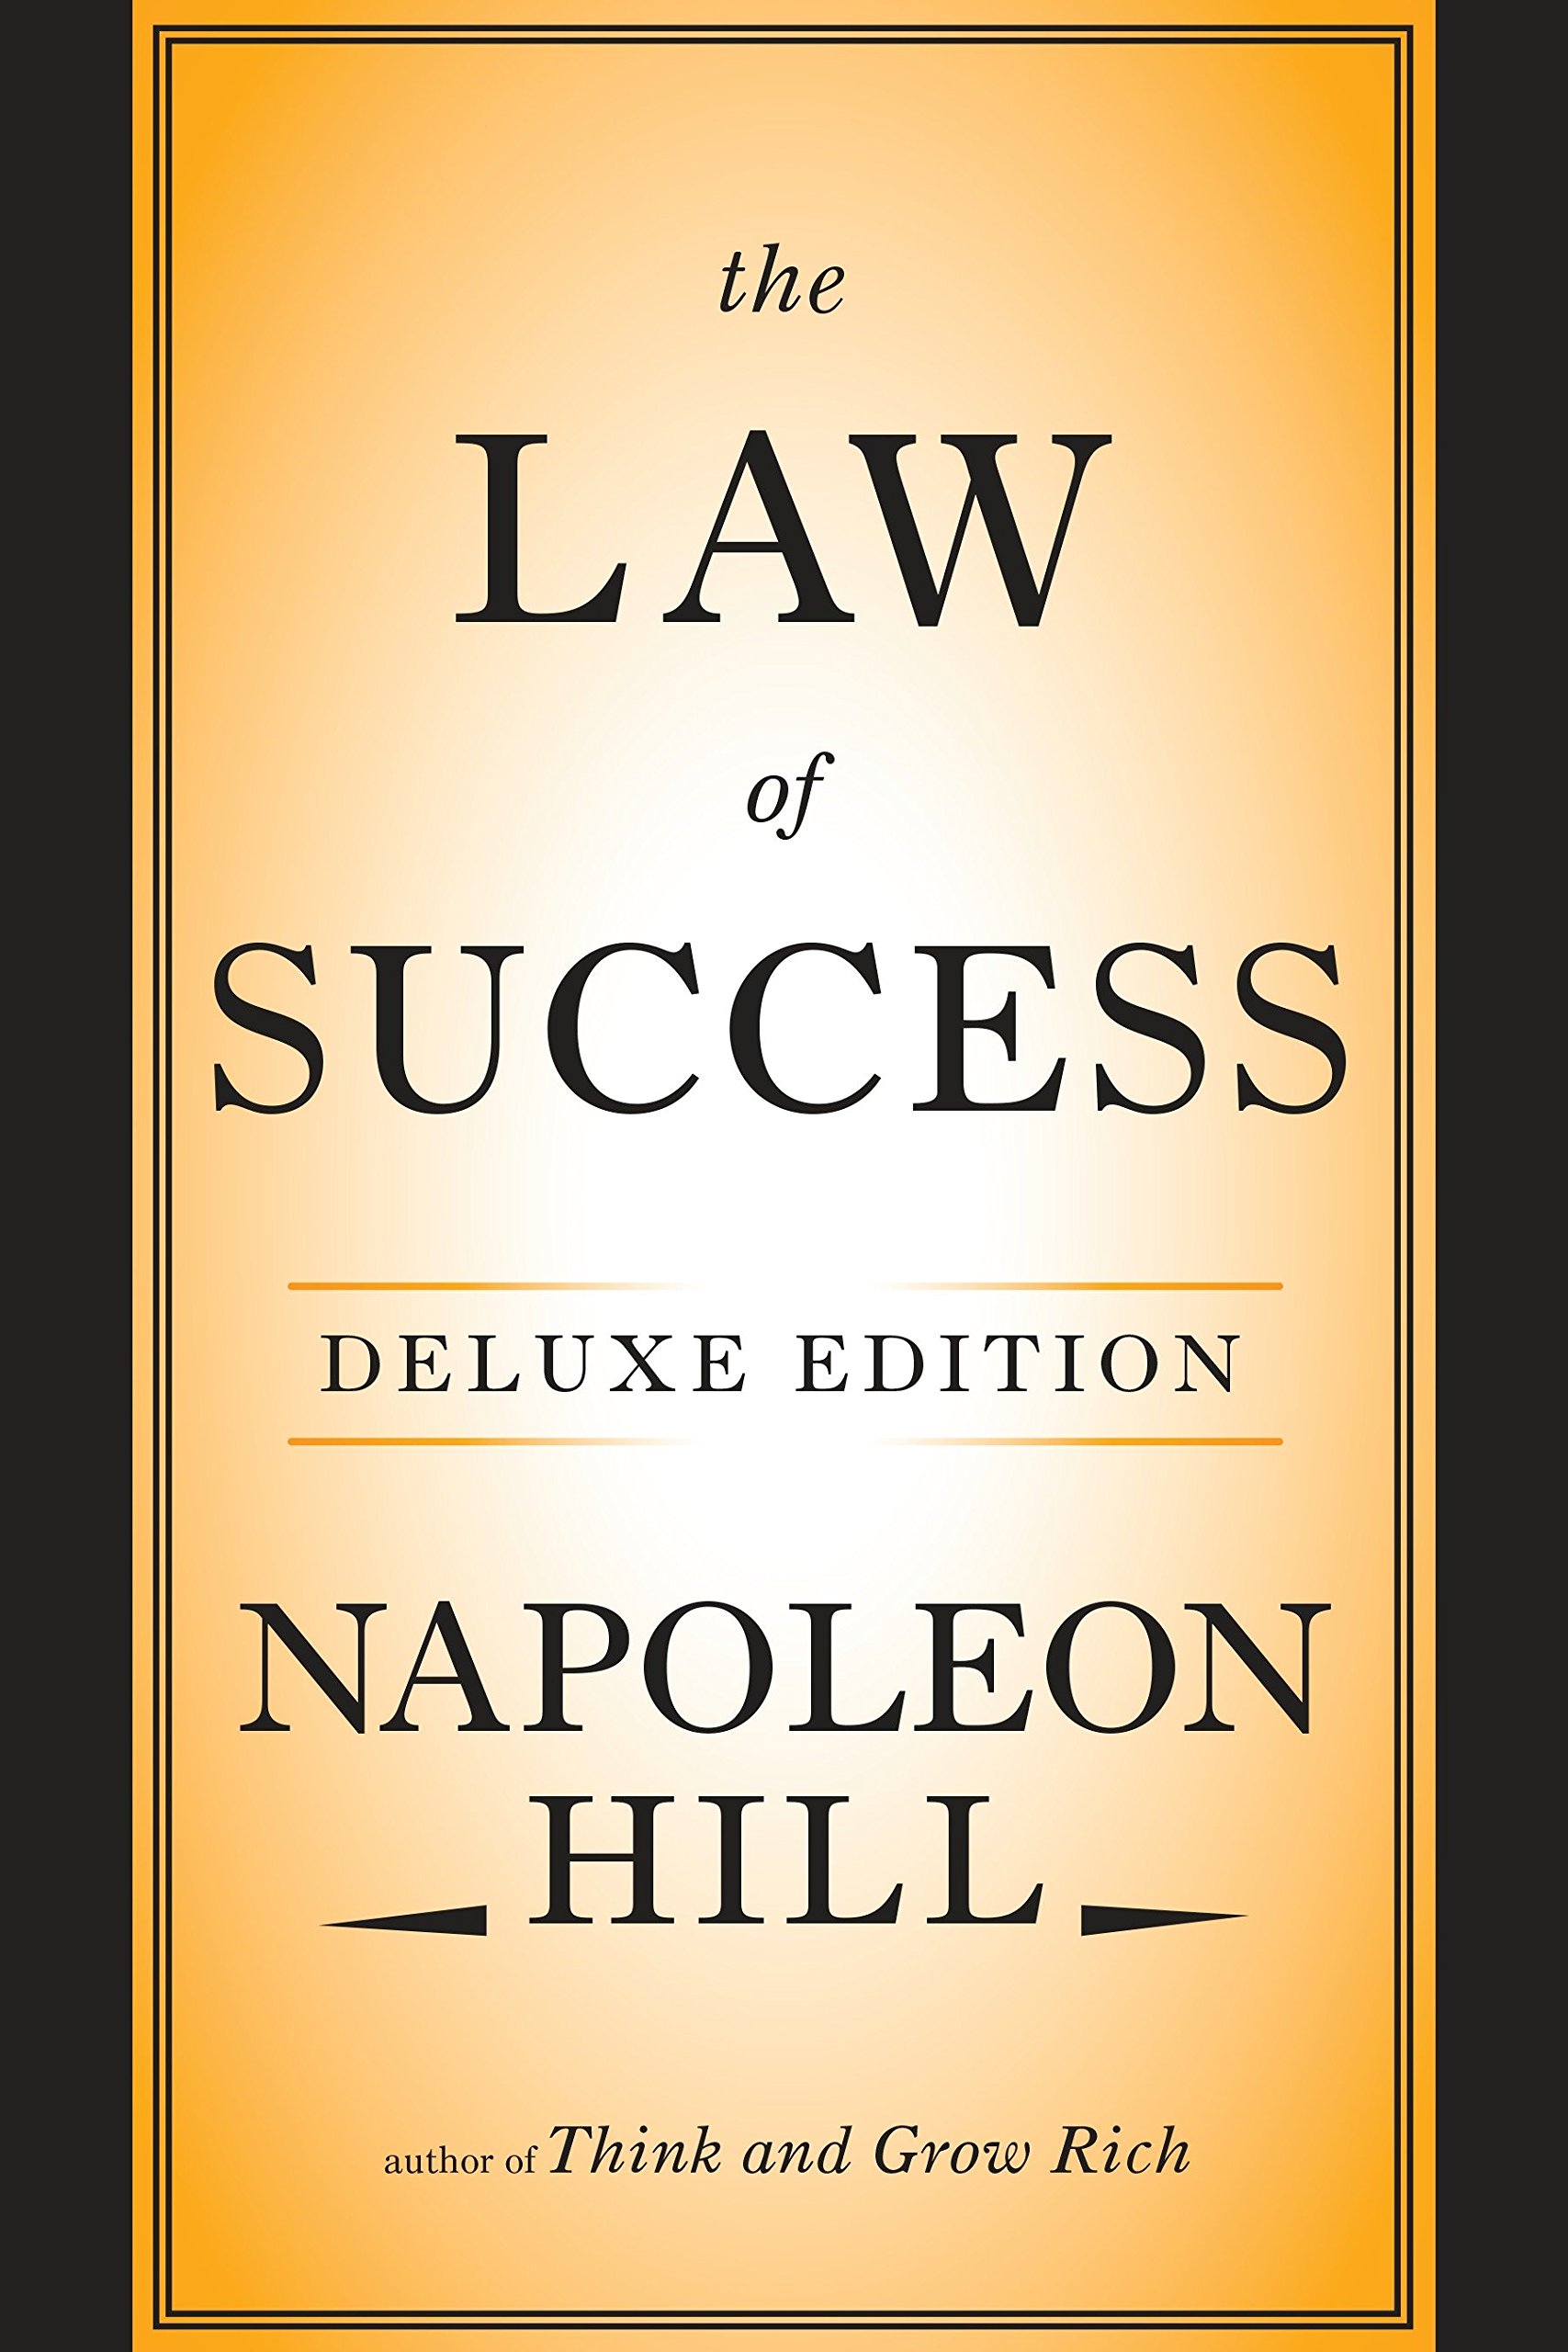 the
LAW
of
SUCCESS
DELUXE EDITION
NAPOLEON
HILL
author of Think and Grow Rich